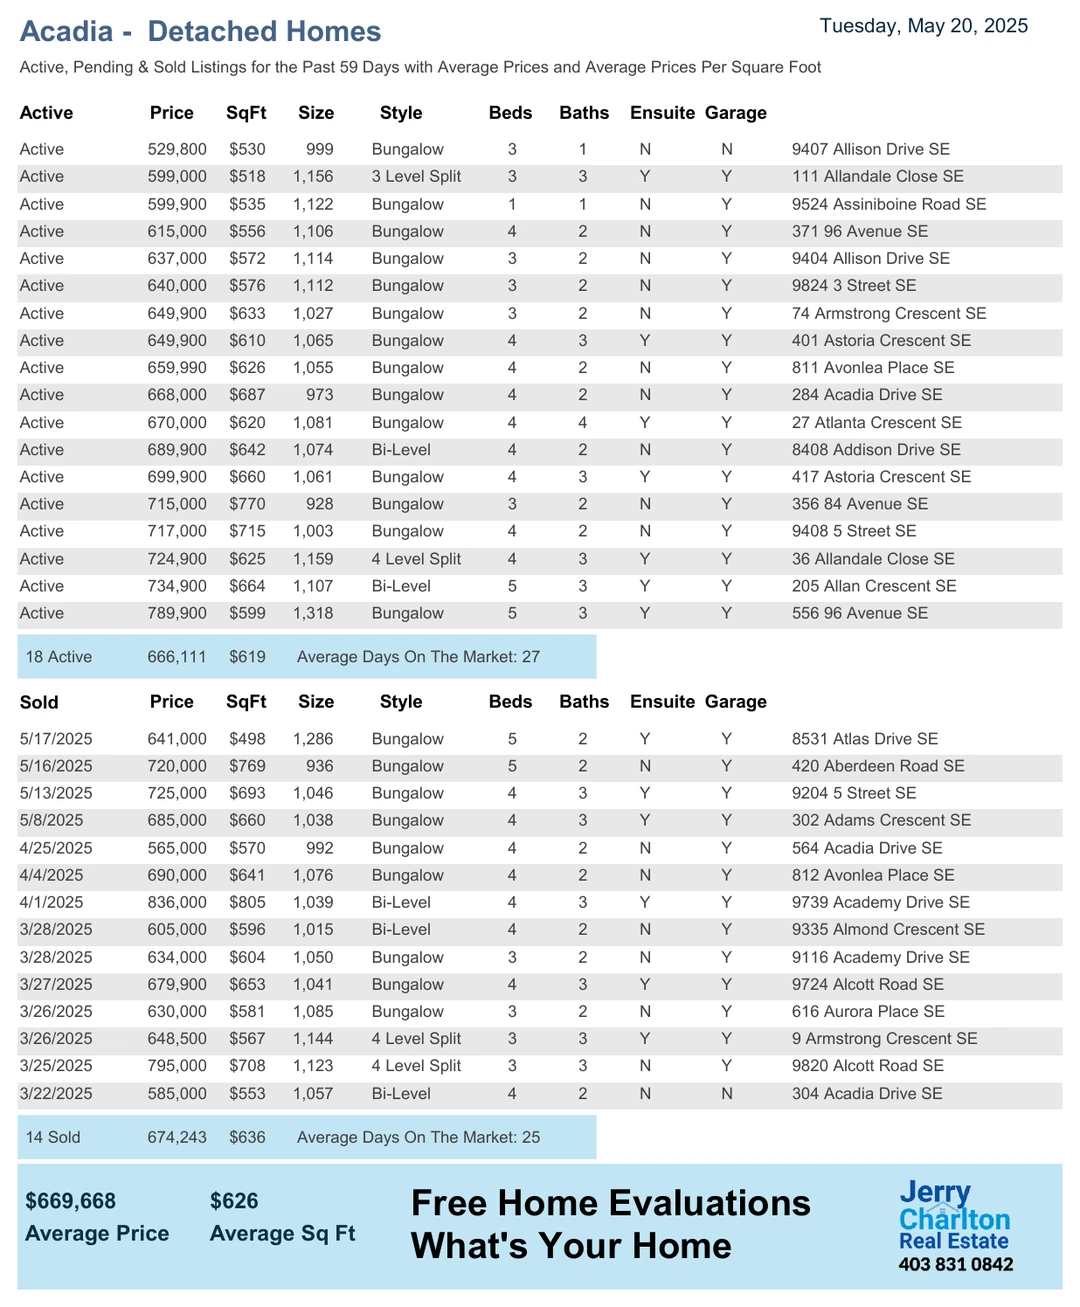 Acadia - Detached Homes
Tuesday, May 20, 2025
Active, Pending & Sold Listings for the Past 59 Days with Average Prices and Average Prices Per Square Foot
Active Price SqFt Size Style Beds Baths Ensuite Garage
Active 529,800 $530 999 Bungalow 3 1 N N 9407 Allison Drive SE
Active 599,000 $518 1,156 3 Level Split 3 3 Y Y 111 Allandale Close SE
Active 599,900 $535 1,122 Bungalow 1 1 N Y 9524 Assiniboine Road SE
Active 615,000 $556 1,106 Bungalow 4 2 N Y 371 96 Avenue SE
Active 637,000 $572 1,114 Bungalow 3 2 N Y 9404 Allison Drive SE
Active 640,000 $576 1,112 Bungalow 3 2 N Y 9824 3 Street SE
Active 649,900 $633 1,027 Bungalow 3 2 N Y 74 Armstrong Crescent SE
Active 649,900 $610 1,065 Bungalow 4 3 Y Y 401 Astoria Crescent SE
Active 659,990 $626 1,055 Bungalow 4 2 N Y 811 Avonlea Place SE
Active 668,000 $687 973 Bungalow 4 2 N Y 284 Acadia Drive SE
Active 670,000 $620 1,081 Bungalow 4 4 Y Y 27 Atlanta Crescent SE
Active 689,900 $642 1,074 Bi-Level 4 2 N Y 8408 Addison Drive SE
Active 699,900 $660 1,061 Bungalow 4 3 Y Y 417 Astoria Crescent SE
Active 715,000 $770 928 Bungalow 3 2 N Y 356 84 Avenue SE
Active 717,000 $715 1,003 Bungalow 4 2 N Y 9408 5 Street SE
Active 724,900 $625 1,159 4 Level Split 4 3 Y Y 36 Allandale Close SE
Active 734,900 $664 1,107 Bi-Level 5 3 Y Y 205 Allan Crescent SE
Active 789,900 $599 1,318 Bungalow 5 3 Y Y 556 96 Avenue SE
18 Active 666,111 $619 Average Days On The Market: 27
Sold Price SqFt Size Style Beds Baths Ensuite Garage
5/17/2025 641,000 $498 1,286 Bungalow 5 2 Y Y 8531 Atlas Drive SE
5/16/2025 720,000 $769 936 Bungalow 5 2 N Y 420 Aberdeen Road SE
5/13/2025 725,000 $693 1,046 Bungalow 4 3 Y Y 9204 5 Street SE
5/8/2025 685,000 $660 1,038 Bungalow 4 3 Y Y 302 Adams Crescent SE
4/25/2025 565,000 $570 992 Bungalow 4 2 N Y 564 Acadia Drive SE
4/4/2025 690,000 $641 1,076 Bungalow 4 2 N Y 812 Avonlea Place SE
4/1/2025 836,000 $805 1,039 Bi-Level 4 3 Y Y 9739 Academy Drive SE
3/28/2025 605,000 $596 1,015 Bi-Level 4 2 N Y 9335 Almond Crescent SE
3/28/2025 634,000 $604 1,050 Bungalow 3 2 N Y 9116 Academy Drive SE
3/27/2025 679,900 $653 1,041 Bungalow 4 3 Y Y 9724 Alcott Road SE
3/26/2025 630,000 $581 1,085 Bungalow 3 2 N Y 616 Aurora Place SE
3/26/2025 648,500 $567 1,144 4 Level Split 3 3 Y Y 9 Armstrong Crescent SE
3/25/2025 795,000 $708 1,123 4 Level Split 3 3 N Y 9820 Alcott Road SE
3/22/2025 585,000 $553 1,057 Bi-Level 4 2 N N 304 Acadia Drive SE
14 Sold 674,243 $636 Average Days On The Market: 25
$669,668 $626
Average Price Average Sq Ft
Free Home Evaluations
What's Your Home
Jerry
Charlton
Real Estate
403 831 0842